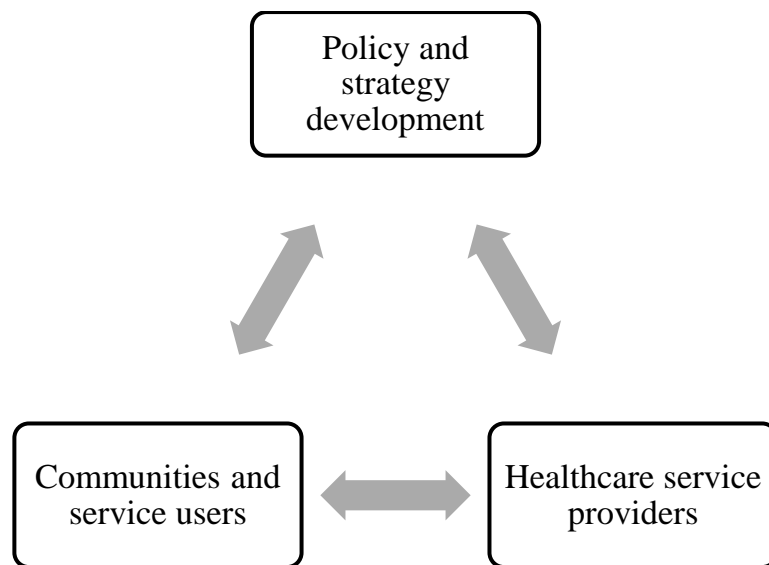 Policy and
strategy
development
Communities and
service users
Healthcare service
providers